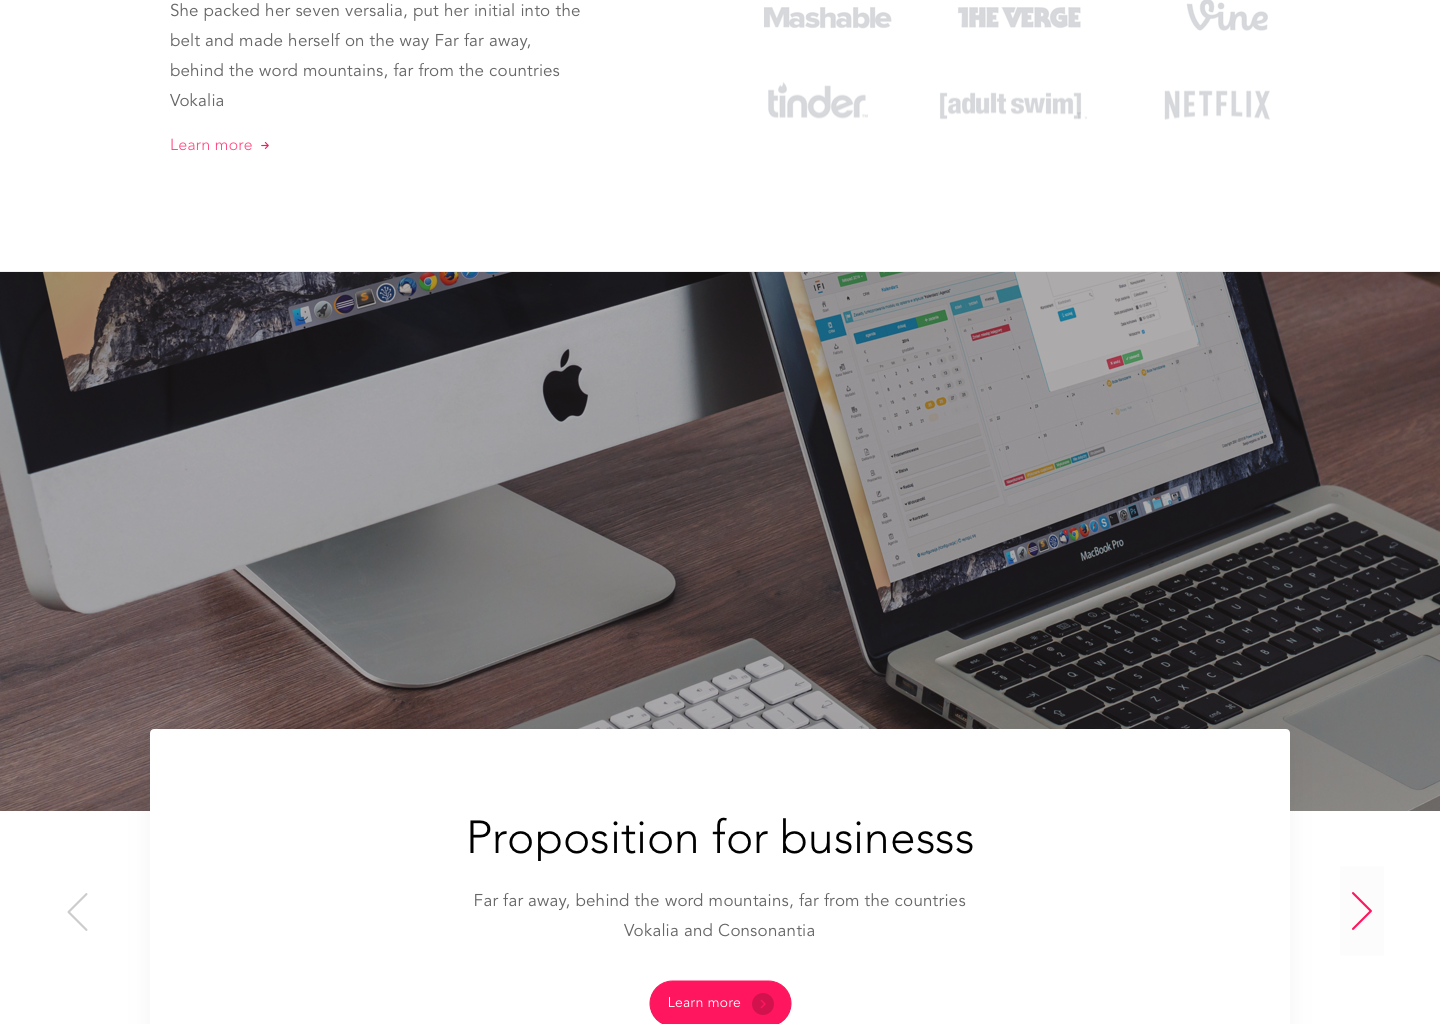 She packed her seven versalia, put her initial into the
belt and made herself on the way Far far away,
behind the word mountains, far from the countries
Vokalia
Learn more →
Mashable THE VERGE Vine
tinder [adult swim] NETFLIX
MacBook Pro
Proposition for businesss
Far far away, behind the word mountains, far from the countries
Vokalia and Consonantia
Learn more